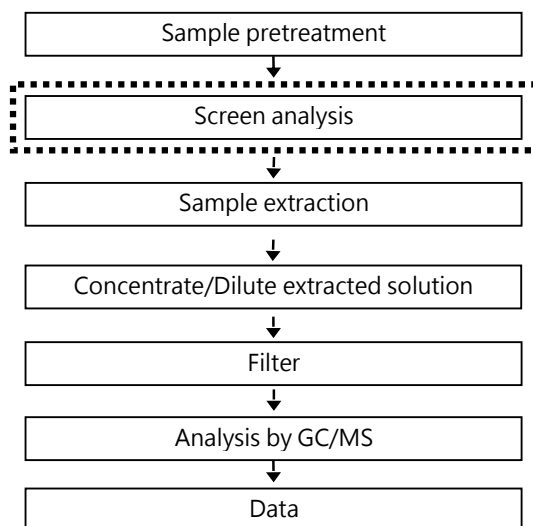 Sample pretreatment
Screen analysis
Sample extraction
Concentrate/Dilute extracted solution
Filter
Analysis by GC/MS
Data